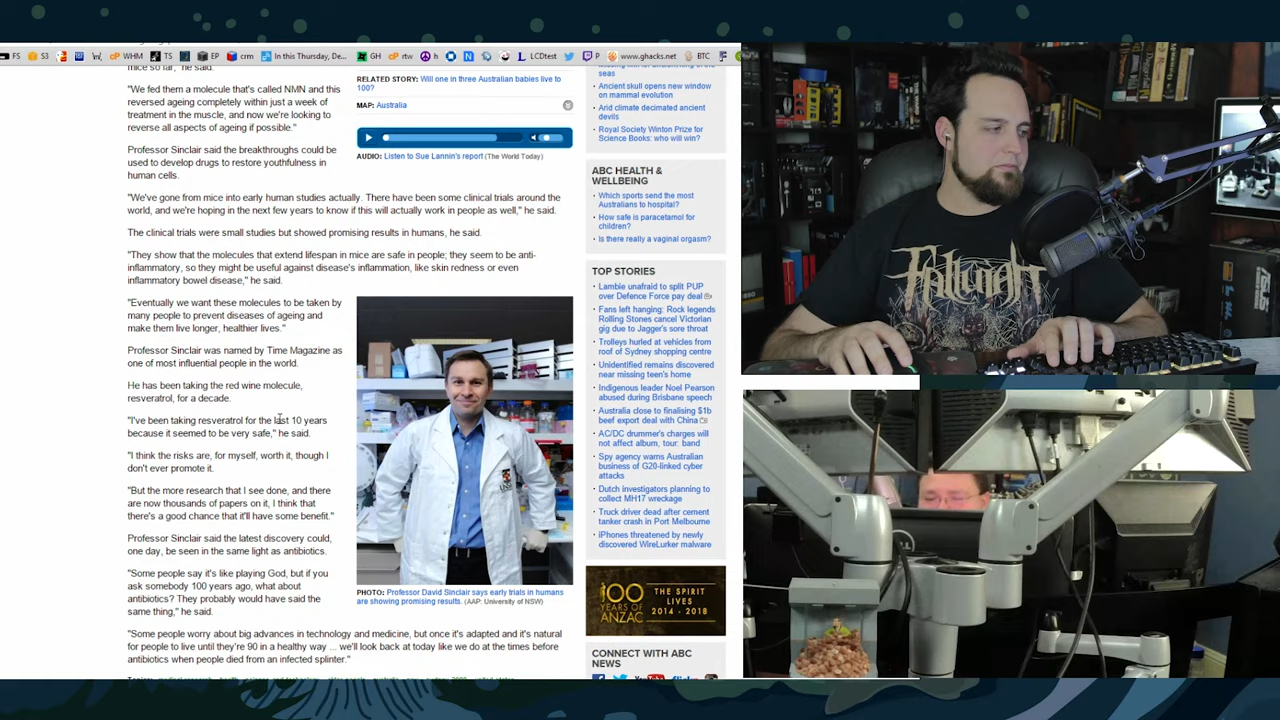 FS
S3
cP WHM
TS
EP
crm
In this Thursday, De...
GH
cP rtw
h
LCDtest
P
www.ghacks.net
BTC
mice so far," he said.
"We fed them a molecule that's called NMN and this
reversed ageing completely within just a week of
treatment in the muscle, and now we're looking to
reverse all aspects of ageing if possible."
Professor Sinclair said the breakthroughs could be
used to develop drugs to restore youthfulness in
human cells.
RELATED STORY: Will one in three Australian babies live to
100?
MAP: Australia
AUDIO: Listen to Sue Lannin's report (The World Today)
"We've gone from mice into early human studies actually. There have been some clinical trials around the
world, and we're hoping in the next few years to know if this will actually work in people as well," he said.
The clinical trials were small studies but showed promising results in humans, he said.
"They show that the molecules that extend lifespan in mice are safe in people; they seem to be anti-
inflammatory, so they might be useful against disease's inflammation, like skin redness or even
inflammatory bowel disease," he said.
"Eventually we want these molecules to be taken by
many people to prevent diseases of ageing and
make them live longer, healthier lives."
Professor Sinclair was named by Time Magazine as
one of most influential people in the world.
He has been taking the red wine molecule,
resveratrol, for a decade.
"I've been taking resveratrol for the last 10 years
because it seemed to be very safe," he said.
"I think the risks are, for myself, worth it, though I
don't ever promote it.
"But the more research that I see done, and there
are now thousands of papers on it, I think that
there's a good chance that it'll have some benefit."
Professor Sinclair said the latest discovery could,
one day, be seen in the same light as antibiotics.
"Some people say it's like playing God, but if you
ask somebody 100 years ago, what about
antibiotics? They probably would have said the
same thing," he said.
PHOTO: Professor David Sinclair says early trials in humans
are showing promising results. (AAP: University of NSW)
"Some people worry about big advances in technology and medicine, but once it's adapted and it's natural
for people to live until they're 90 in a healthy way ... we'll look back at today like we do at the times before
antibiotics when people died from an infected splinter."
seas
Ancient skull opens new window
on mammal evolution
Arid climate decimated ancient
devils
Royal Society Winton Prize for
Science Books: who will win?
ABC HEALTH &
WELLBEING
Which sports send the most
Australians to hospital?
How safe is paracetamol for
children?
Is there really a vaginal orgasm?
TOP STORIES
Lambie unafraid to split PUP
over Defence Force pay deal
Fans left hanging: Rock legends
Rolling Stones cancel Victorian
gig due to Jagger's sore throat
Trolleys hurled at vehicles from
roof of Sydney shopping centre
Unidentified remains discovered
near missing teen's home
Indigenous leader Noel Pearson
abused during Brisbane speech
Australia close to finalising $1b
beef export deal with China
AC/DC drummer's charges will
not affect album, tour: band
Spy agency warns Australian
business of G20-linked cyber
attacks
Dutch investigators planning to
collect MH17 wreckage
Truck driver dead after cement
tanker crash in Port Melbourne
iPhones threatened by newly
discovered WireLurker malware
100
YEARS OF
ANZAC
THE SPIRIT
LIVES
2014 - 2018
CONNECT WITH ABC
NEWS